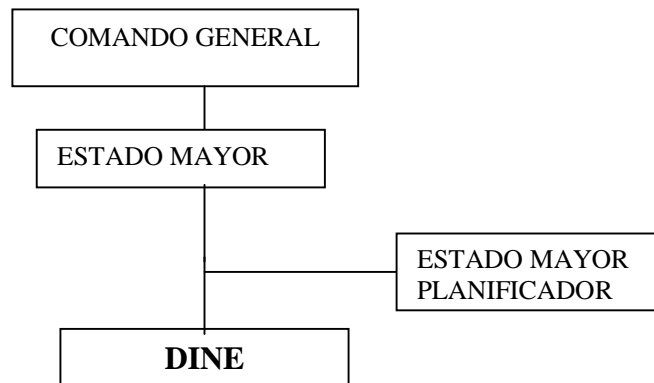 COMANDO GENERAL
ESTADO MAYOR
ESTADO MAYOR
PLANIFICADOR
DINE